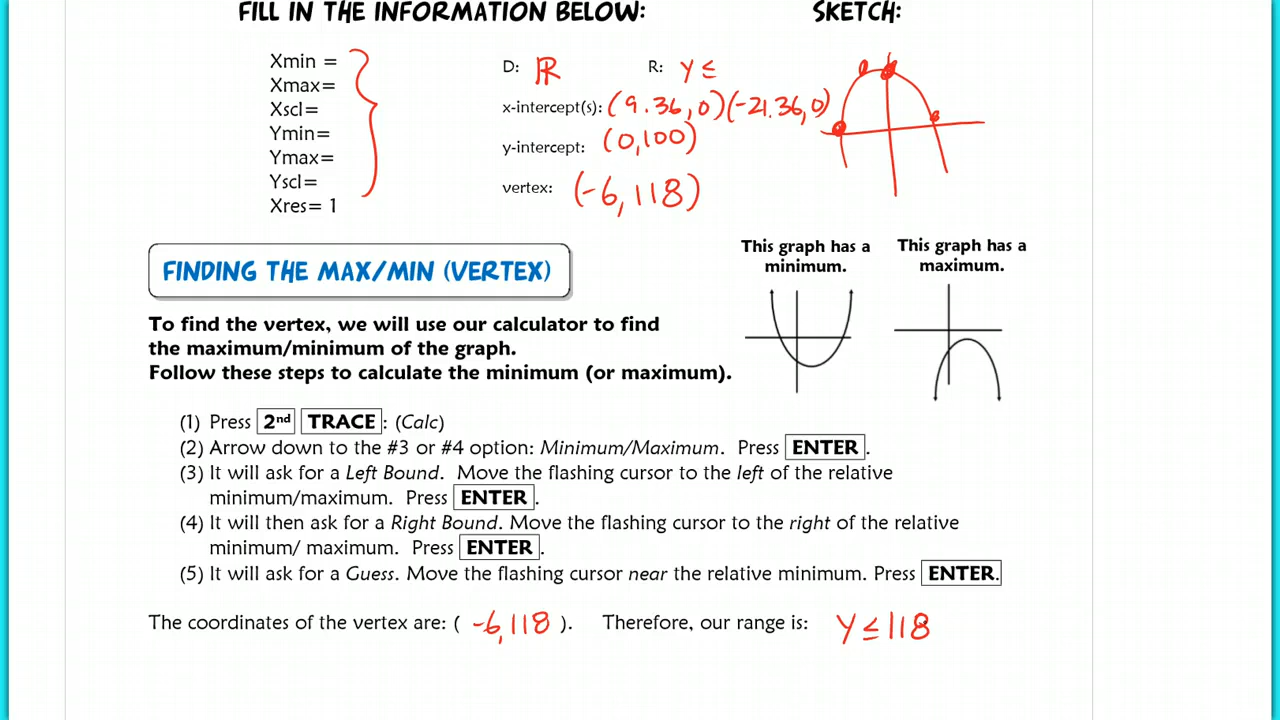 FILL IN THE INFORMATION BELOW: SKETCH:
Xmin =
Xmax=
Xscl=
Ymin=
Ymax=
Yscl=
Xres= 1
D: ℝ R: y ≤
x-intercept(s): (9.36,0)(-21.36,0)
y-intercept: (0,100)
vertex: (-6,118)
FINDING THE MAX/MIN (VERTEX)
This graph has a
minimum.
This graph has a
maximum.
To find the vertex, we will use our calculator to find
the maximum/minimum of the graph.
Follow these steps to calculate the minimum (or maximum).
(1) Press 2nd TRACE : (Calc)
(2) Arrow down to the #3 or #4 option: Minimum/Maximum. Press ENTER .
(3) It will ask for a Left Bound. Move the flashing cursor to the left of the relative
minimum/maximum. Press ENTER .
(4) It will then ask for a Right Bound. Move the flashing cursor to the right of the relative
minimum/ maximum. Press ENTER .
(5) It will ask for a Guess. Move the flashing cursor near the relative minimum. Press ENTER.
The coordinates of the vertex are: ( -6,118 ). Therefore, our range is: y ≤ 118